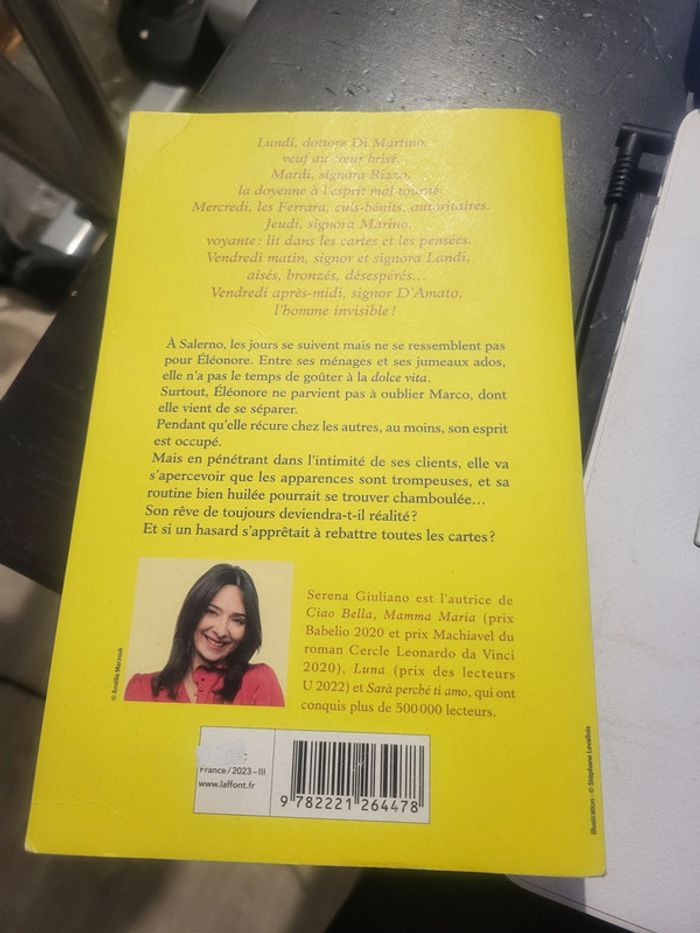 Lundi, dottore Di Martino,
veuf au cœur brisé.
Mardi, signora Rizzo,
la doyenne à l'esprit mal tourné.
Mercredi, les Ferrara, culs-bénits, autoritaires.
Jeudi, signora Marino,
voyante : lit dans les cartes et les pensées.
Vendredi matin, signor et signora Landi,
aisés, bronzés, désespérés...
Vendredi après-midi, signor D'Amato,
l'homme invisible !
À Salerno, les jours se suivent mais ne se ressemblent pas
pour Éléonore. Entre ses ménages et ses jumeaux ados,
elle n'a pas le temps de goûter à la dolce vita.
Surtout, Éléonore ne parvient pas à oublier Marco, dont
elle vient de se séparer.
Pendant qu'elle récure chez les autres, au moins, son esprit
est occupé.
Mais en pénétrant dans l'intimité de ses clients, elle va
s'apercevoir que les apparences sont trompeuses, et sa
routine bien huilée pourrait se trouver chamboulée...
Son rêve de toujours deviendra-t-il réalité ?
Et si un hasard s'apprêtait à rebattre toutes les cartes ?
© Amélie Marzouk
Serena Giuliano est l'autrice de
Ciao Bella, Mamma Maria (prix
Babelio 2020 et prix Machiavel du
roman Cercle Leonardo da Vinci
2020), Luna (prix des lecteurs
U 2022) et Sarà perché ti amo, qui ont
conquis plus de 500 000 lecteurs.
France / 2023 – III
www.laffont.fr
9 782221 264478
Illustration : © Stéphane Levallois